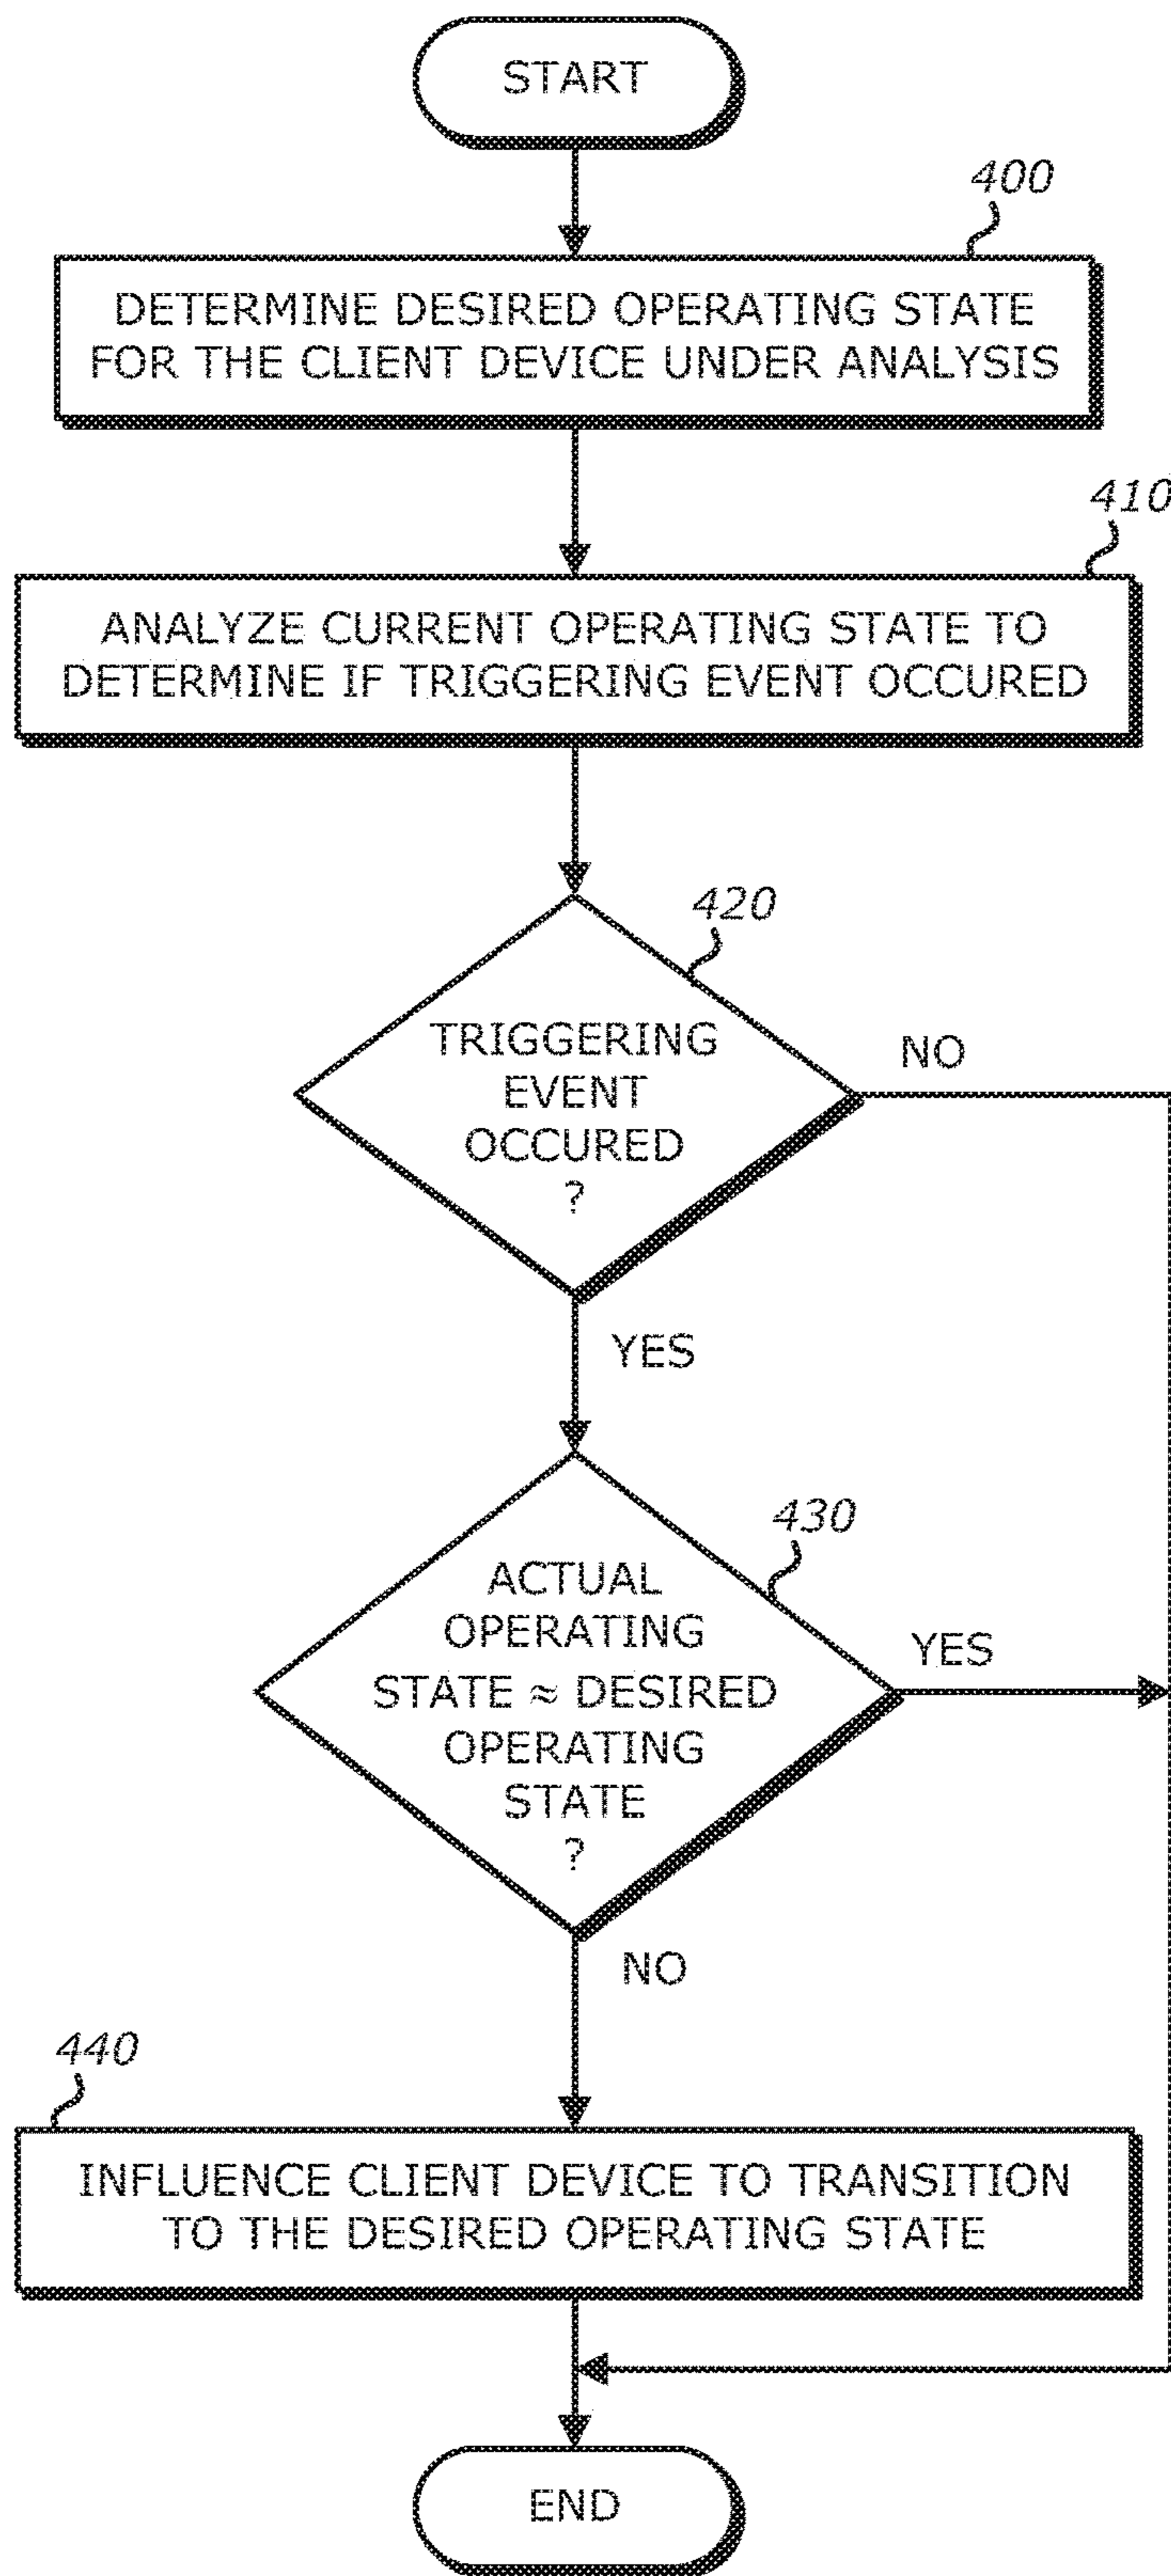 START
400
DETERMINE DESIRED OPERATING STATE
FOR THE CLIENT DEVICE UNDER ANALYSIS
410
ANALYZE CURRENT OPERATING STATE TO
DETERMINE IF TRIGGERING EVENT OCCURED
420
TRIGGERING
EVENT
OCCURED
?
NO
YES
430
ACTUAL
OPERATING
STATE ≈ DESIRED
OPERATING
STATE
?
YES
NO
440
INFLUENCE CLIENT DEVICE TO TRANSITION
TO THE DESIRED OPERATING STATE
END